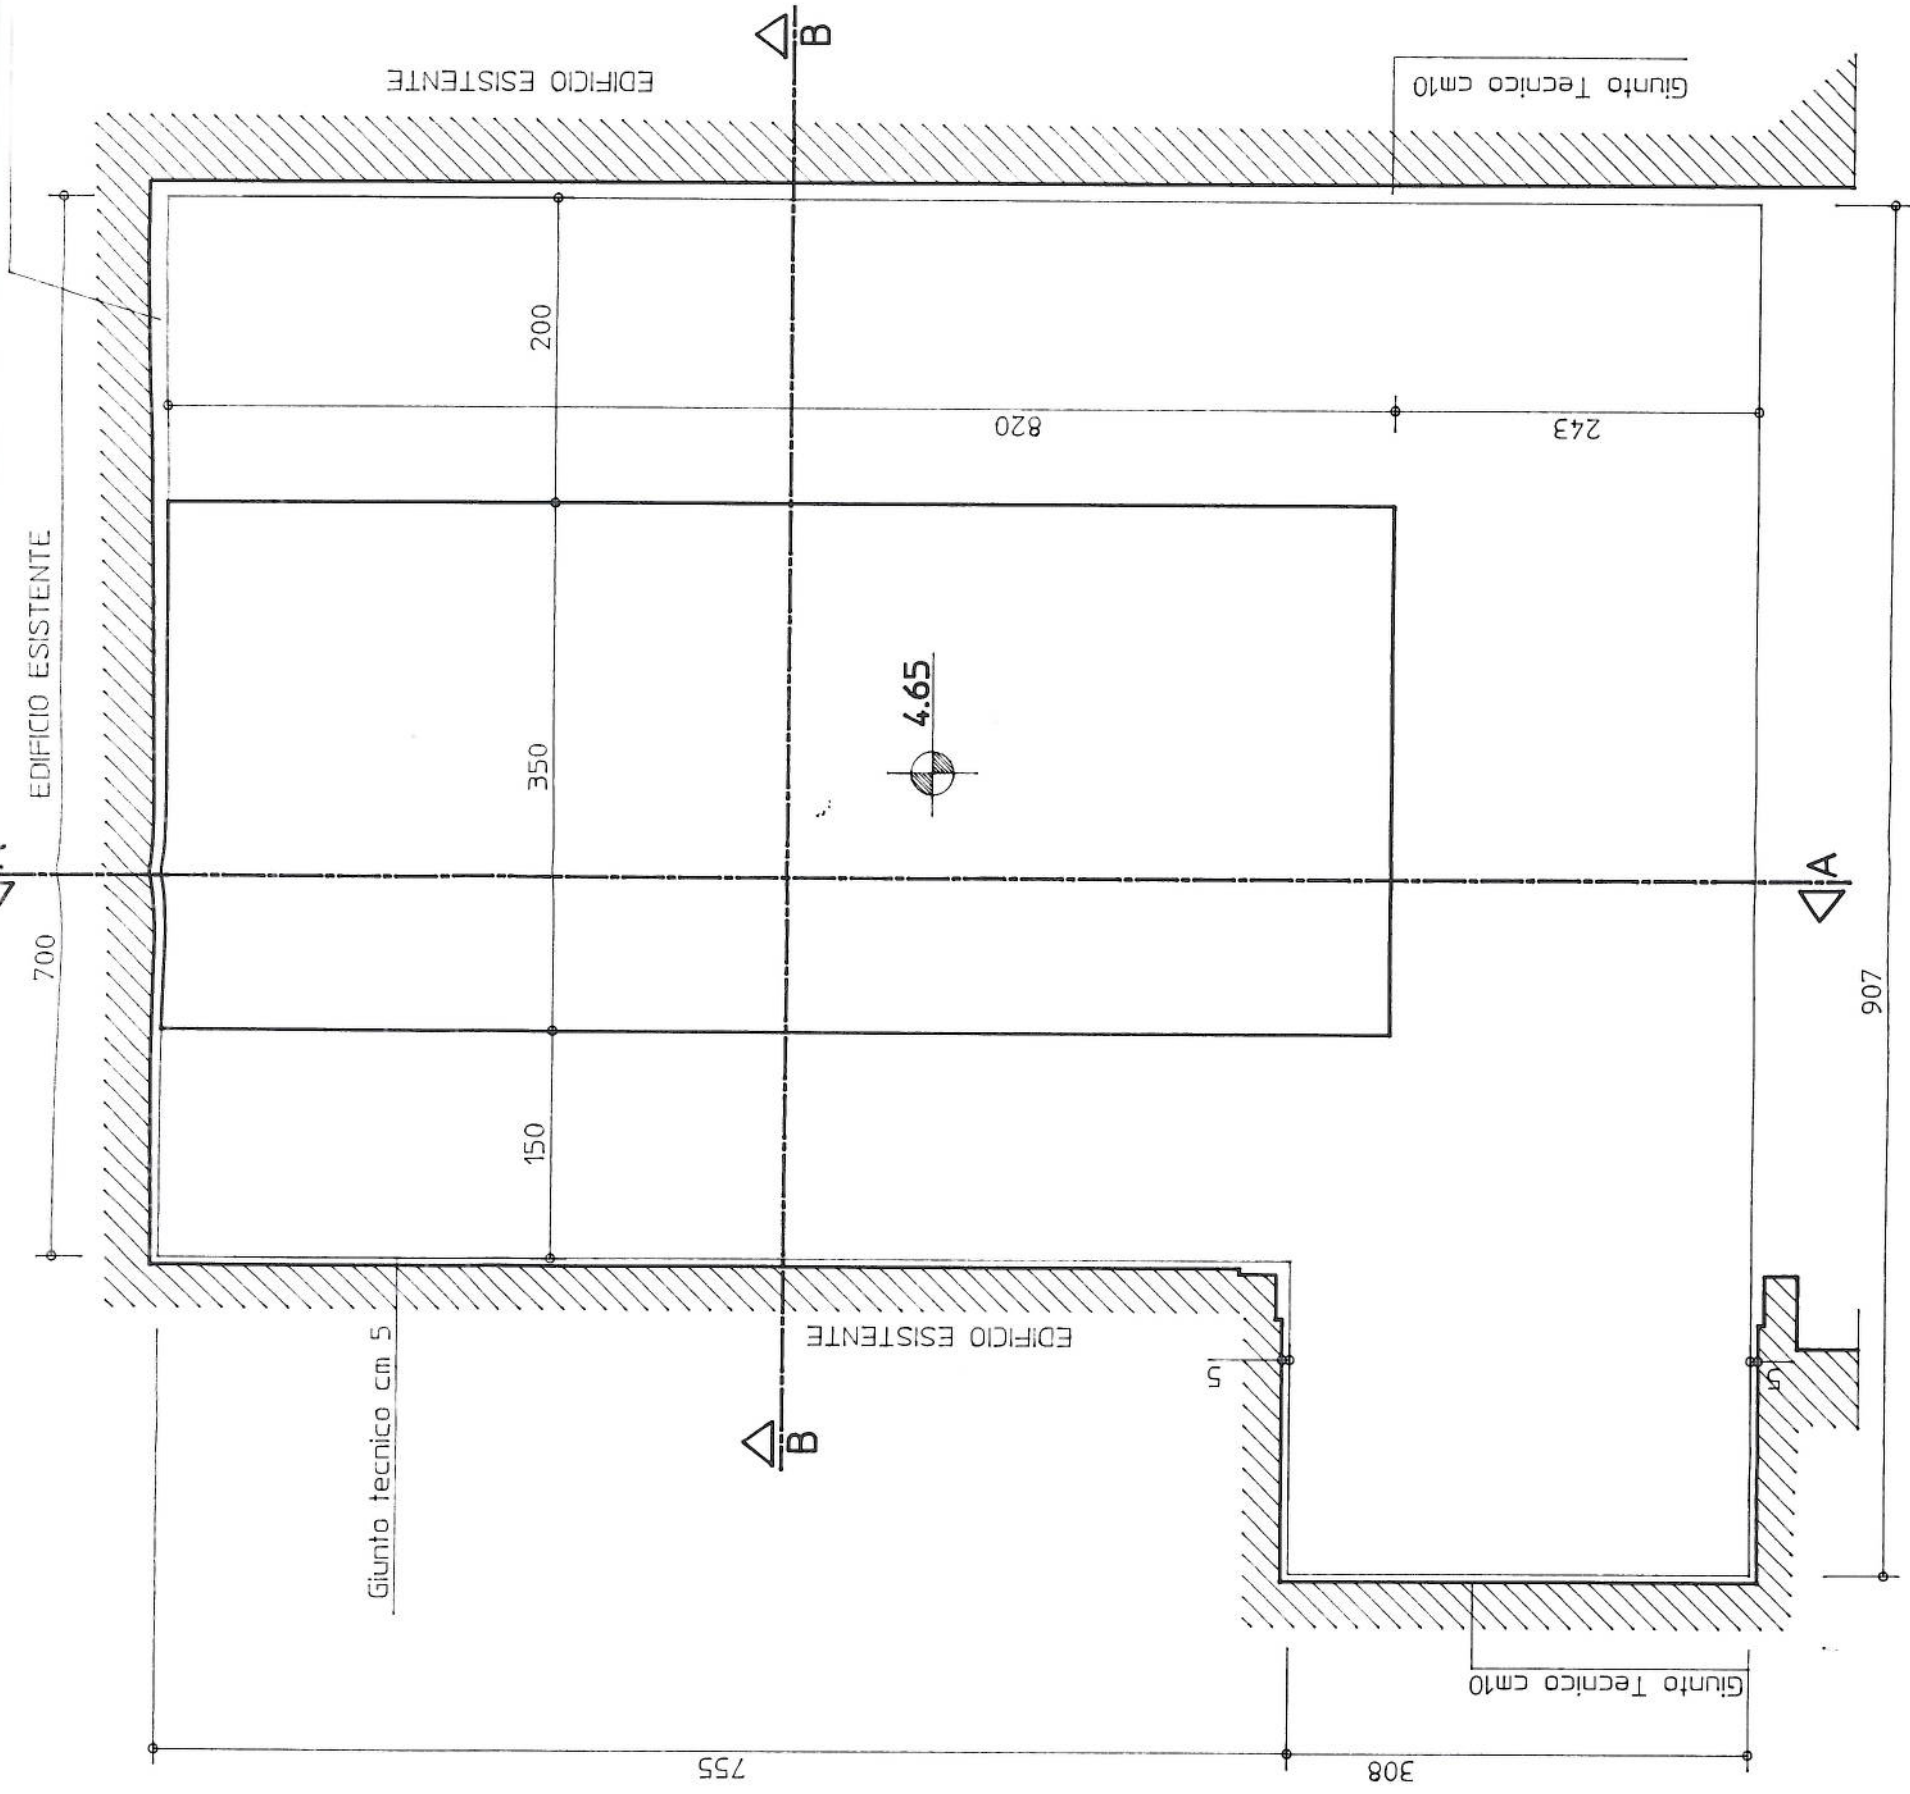 B
EDIFICIO ESISTENTE
Giunto Tecnico cm10
EDIFICIO ESISTENTE
700
200
820
243
350
4.65
A
150
907
EDIFICIO ESISTENTE
Giunto tecnico cm 5
B
5
5
Giunto Tecnico cm10
755
308